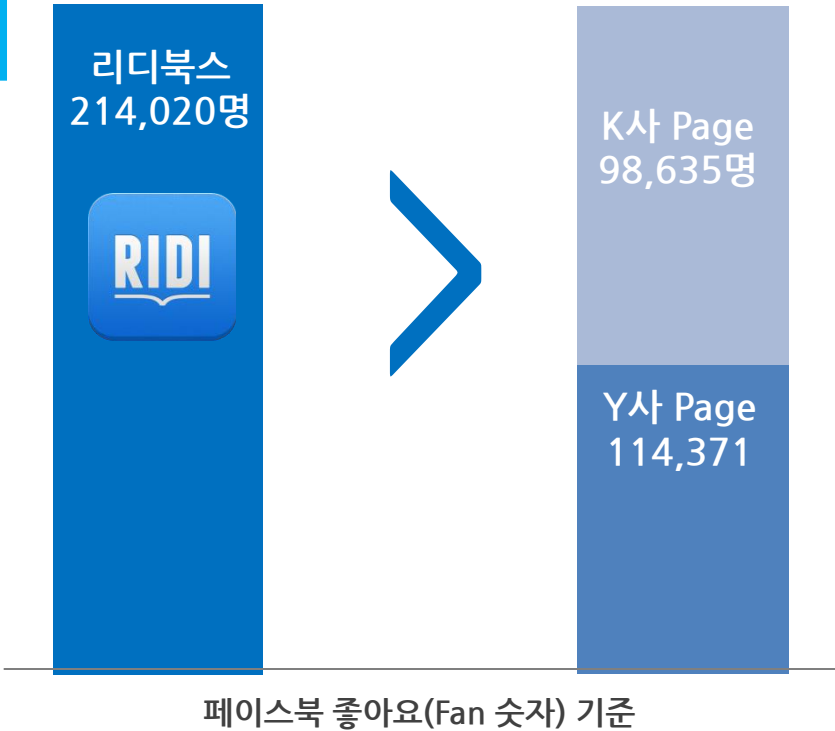 리디북스
214,020명
RIDI
K사 Page
98,635명
Y사 Page
114,371
페이스북 좋아요(Fan 숫자) 기준